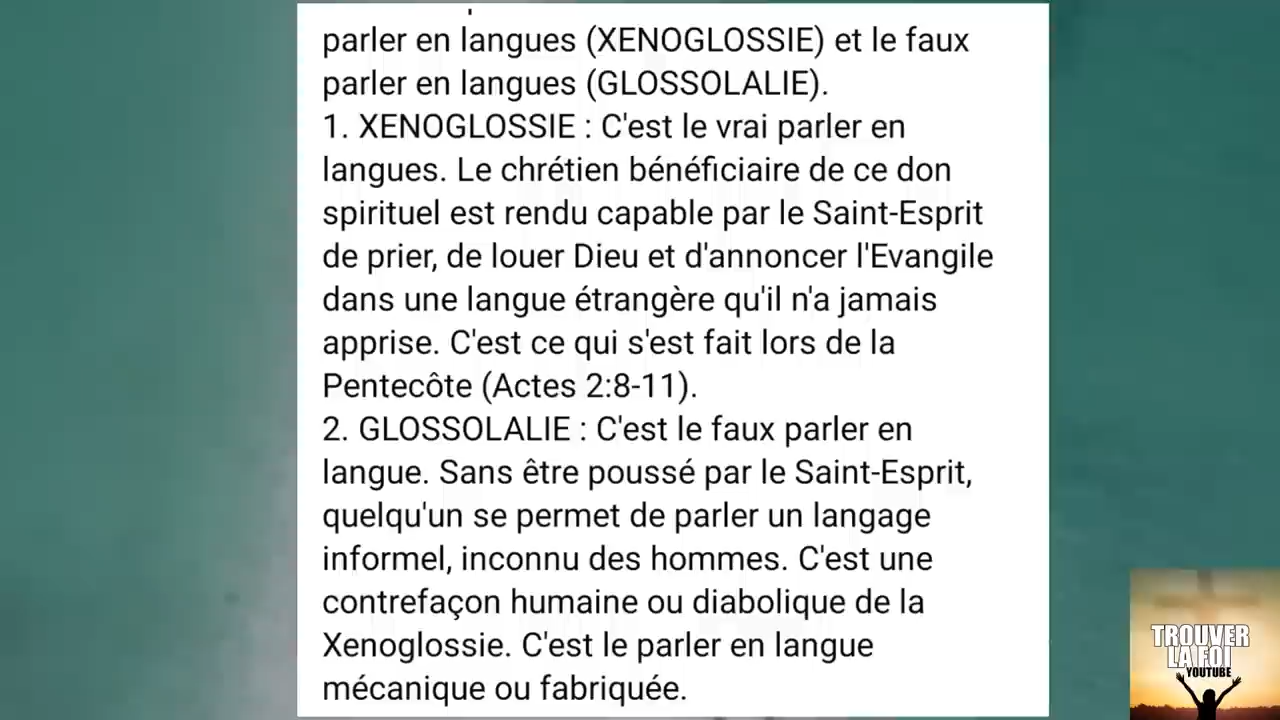 parler en langues (XENOGLOSSIE) et le faux
parler en langues (GLOSSOLALIE).
1. XENOGLOSSIE : C'est le vrai parler en
langues. Le chrétien bénéficiaire de ce don
spirituel est rendu capable par le Saint-Esprit
de prier, de louer Dieu et d'annoncer l'Evangile
dans une langue étrangère qu'il n'a jamais
apprise. C'est ce qui s'est fait lors de la
Pentecôte (Actes 2:8-11).
2. GLOSSOLALIE : C'est le faux parler en
langue. Sans être poussé par le Saint-Esprit,
quelqu'un se permet de parler un langage
informel, inconnu des hommes. C'est une
contrefaçon humaine ou diabolique de la
Xenoglossie. C'est le parler en langue
mécanique ou fabriquée.
TROUVER
LA FOI
YOUTUBE